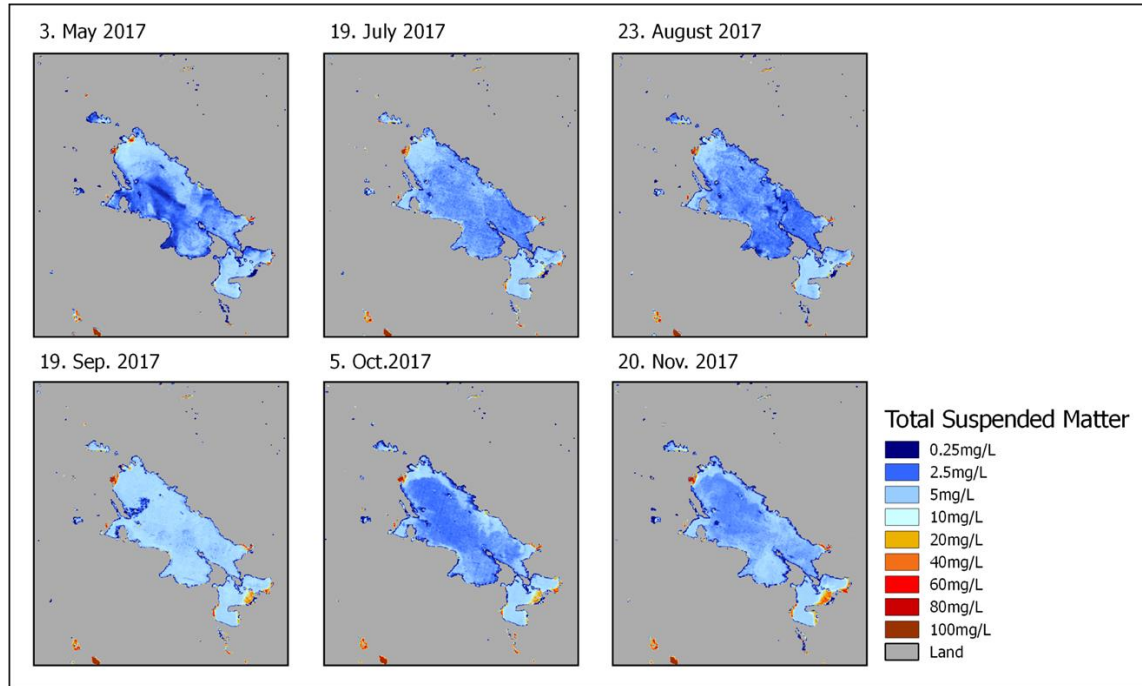 3. May 2017
19. July 2017
23. August 2017
19. Sep. 2017
5. Oct.2017
20. Nov. 2017
Total Suspended Matter
0.25mg/L
2.5mg/L
5mg/L
10mg/L
20mg/L
40mg/L
60mg/L
80mg/L
100mg/L
Land